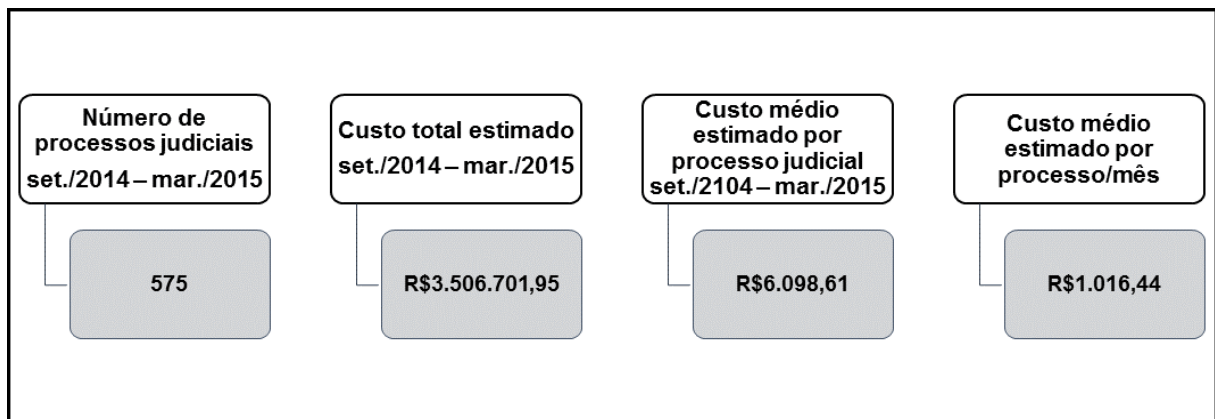 Número de
processos judiciais
set./2014 – mar./2015
575
Custo total estimado
set./2014 – mar./2015
R$3.506.701,95
Custo médio
estimado por
processo judicial
set./2104 – mar./2015
R$6.098,61
Custo médio
estimado por
processo/mês
R$1.016,44